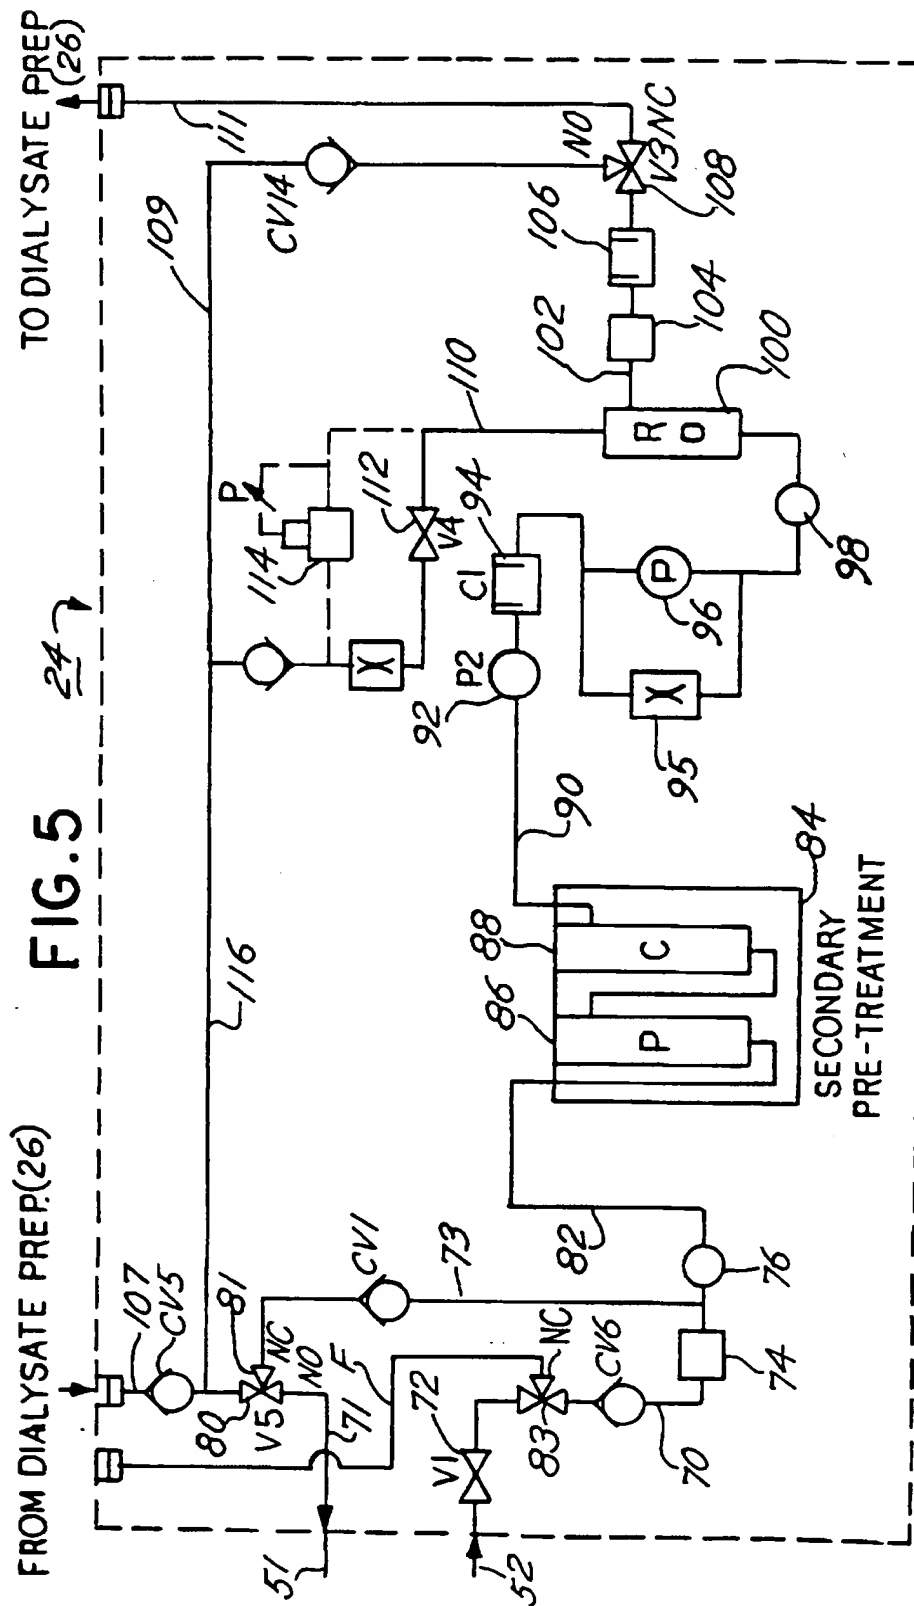 FIG. 5
24
FROM DIALYSATE PREP. (26)
TO DIALYSATE PREP
(26)
107
CV5
116
109
111
CV14
81
NC
80
V5
NO
71
F
51
CV1
73
72
V1
52
83
NC
CV6
70
74
76
82
86
88
P
C
84
SECONDARY
PRE-TREATMENT
90
P2
92
C1
94
P
114
112
V4
110
95
P
96
98
R
O
100
102
104
106
NO
V3
NC
108